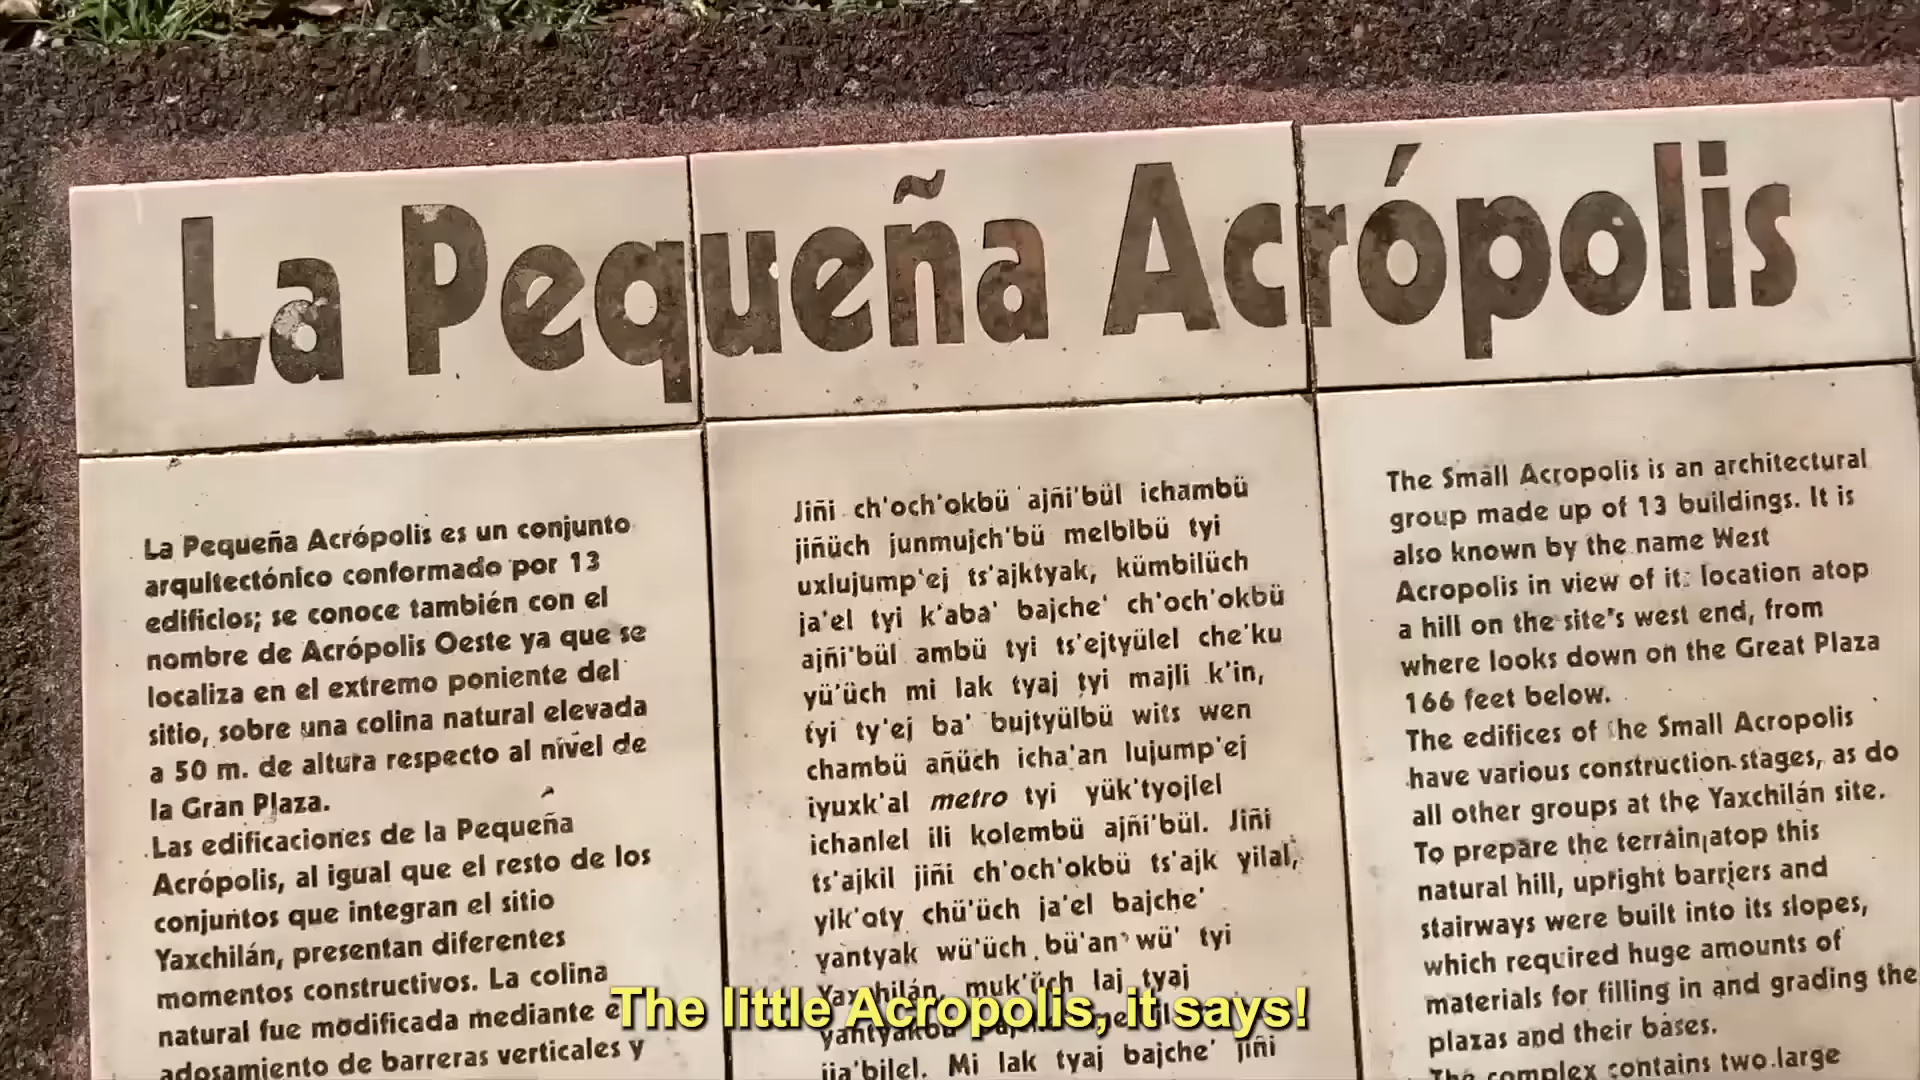 La Pequeña Acrópolis
La Pequeña Acrópolis es un conjunto
arquitectónico conformado por 13
edificios; se conoce también con el
nombre de Acrópolis Oeste ya que se
localiza en el extremo poniente del
sitio, sobre una colina natural elevada
a 50 m. de altura respecto al nivel de
la Gran Plaza.
Las edificaciones de la Pequeña
Acrópolis, al igual que el resto de los
conjuntos que integran el sitio
Yaxchilán, presentan diferentes
momentos constructivos. La colina
natural fue modificada mediante
adosamiento de barreras verticales y
Jiñi ch'och'okbü ajñi'bül ichambü
jiñüch junmujch'bü melbibü tyi
uxlujump'ej ts'ajktyak, kümbilüch
ja'el tyi k'aba' bajche' ch'och'okbü
ajñi'bül ambü tyi ts'ejtyülel che'ku
yü'üch mi lak tyaj tyi majli k'in,
tyi ty'ej ba' bujtyülbü wits wen
chambü añüch icha'an lujump'ej
iyuxk'al metro tyi yük'tyojlel
ichanlel ili kolembü ajñi'bül. Jiñi
ts'ajkil jiñi ch'och'okbü ts'ajk yilal,
yik'oty chü'üch ja'el bajche'
yantyak wü'üch bü'an wü' tyi
Yaxchilán, muk'üch laj tyaj
jja'bilel. Mi lak tyaj bajche' jiñi
The Small Acropolis is an architectural
group made up of 13 buildings. It is
also known by the name West
Acropolis in view of it: location atop
a hill on the site's west end, from
where looks down on the Great Plaza
166 feet below.
The edifices of the Small Acropolis
have various construction stages, as do
all other groups at the Yaxchilán site.
To prepare the terrain atop this
natural hill, upright barriers and
stairways were built into its slopes,
which required huge amounts of
materials for filling in and grading the
plazas and their bases.
The complex contains two large
The little Acropolis, it says!